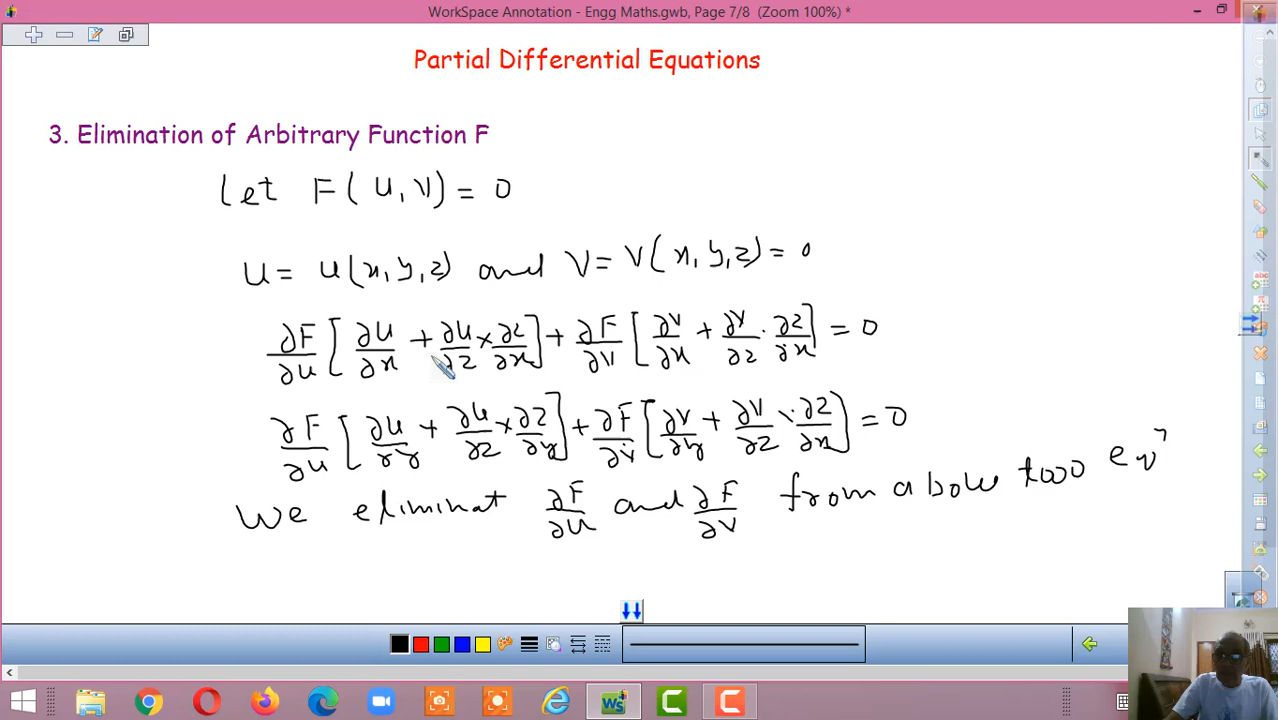 WorkSpace Annotation - Engg Maths.gwb, Page 7/8 (Zoom 100%) *
Partial Differential Equations
3. Elimination of Arbitrary Function F
let F(u,v) = 0
u = u(x,y,z) and v = v(x,y,z) = 0
∂F/∂u [∂u/∂x + ∂u/∂z × ∂z/∂x] + ∂F/∂v [∂v/∂x + ∂v/∂z · ∂z/∂x] = 0
∂F/∂u [∂u/∂y + ∂u/∂z × ∂z/∂y] + ∂F/∂v [∂v/∂y + ∂v/∂z × ∂z/∂x] = 0
We eliminat ∂F/∂u and ∂F/∂v from above two eqⁿ